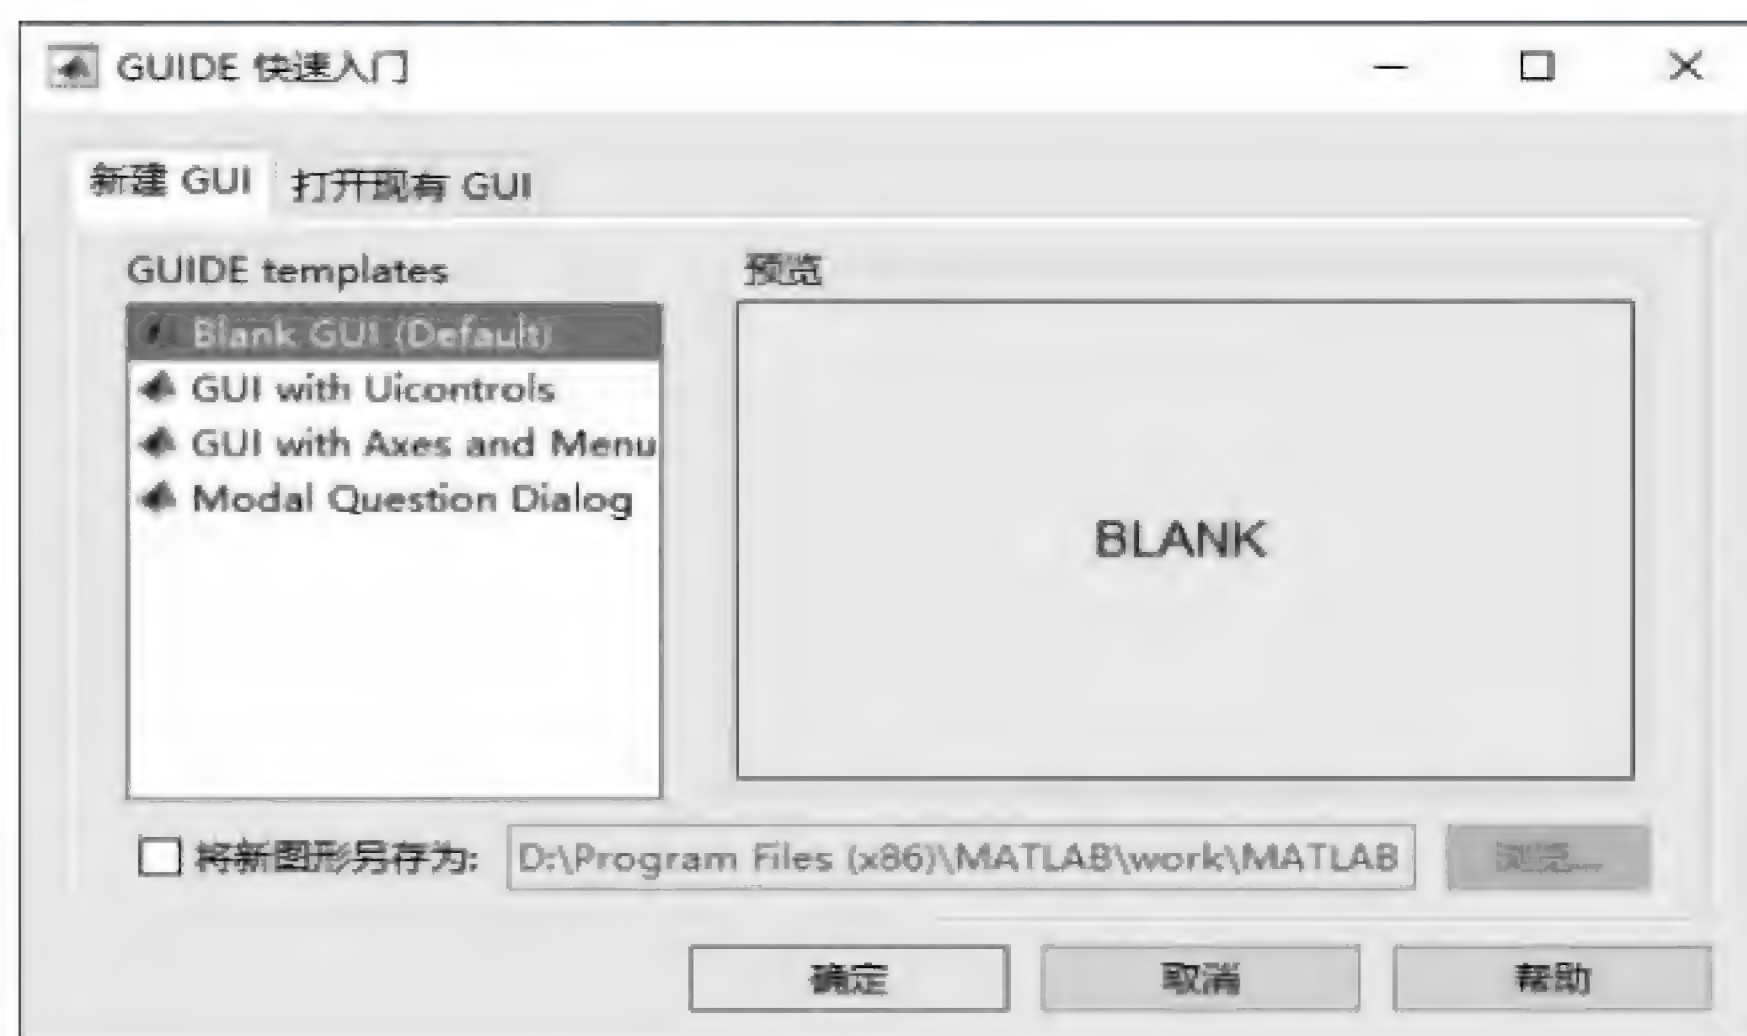 GUIDE 快速入门
新建 GUI 打开现有 GUI
GUIDE templates
Blank GUI (Default)
GUI with Uicontrols
GUI with Axes and Menu
Modal Question Dialog
预览
BLANK
将新图形另存为: D:\Program Files (x86)\MATLAB\work\MATLAB 浏览...
确定 取消 帮助